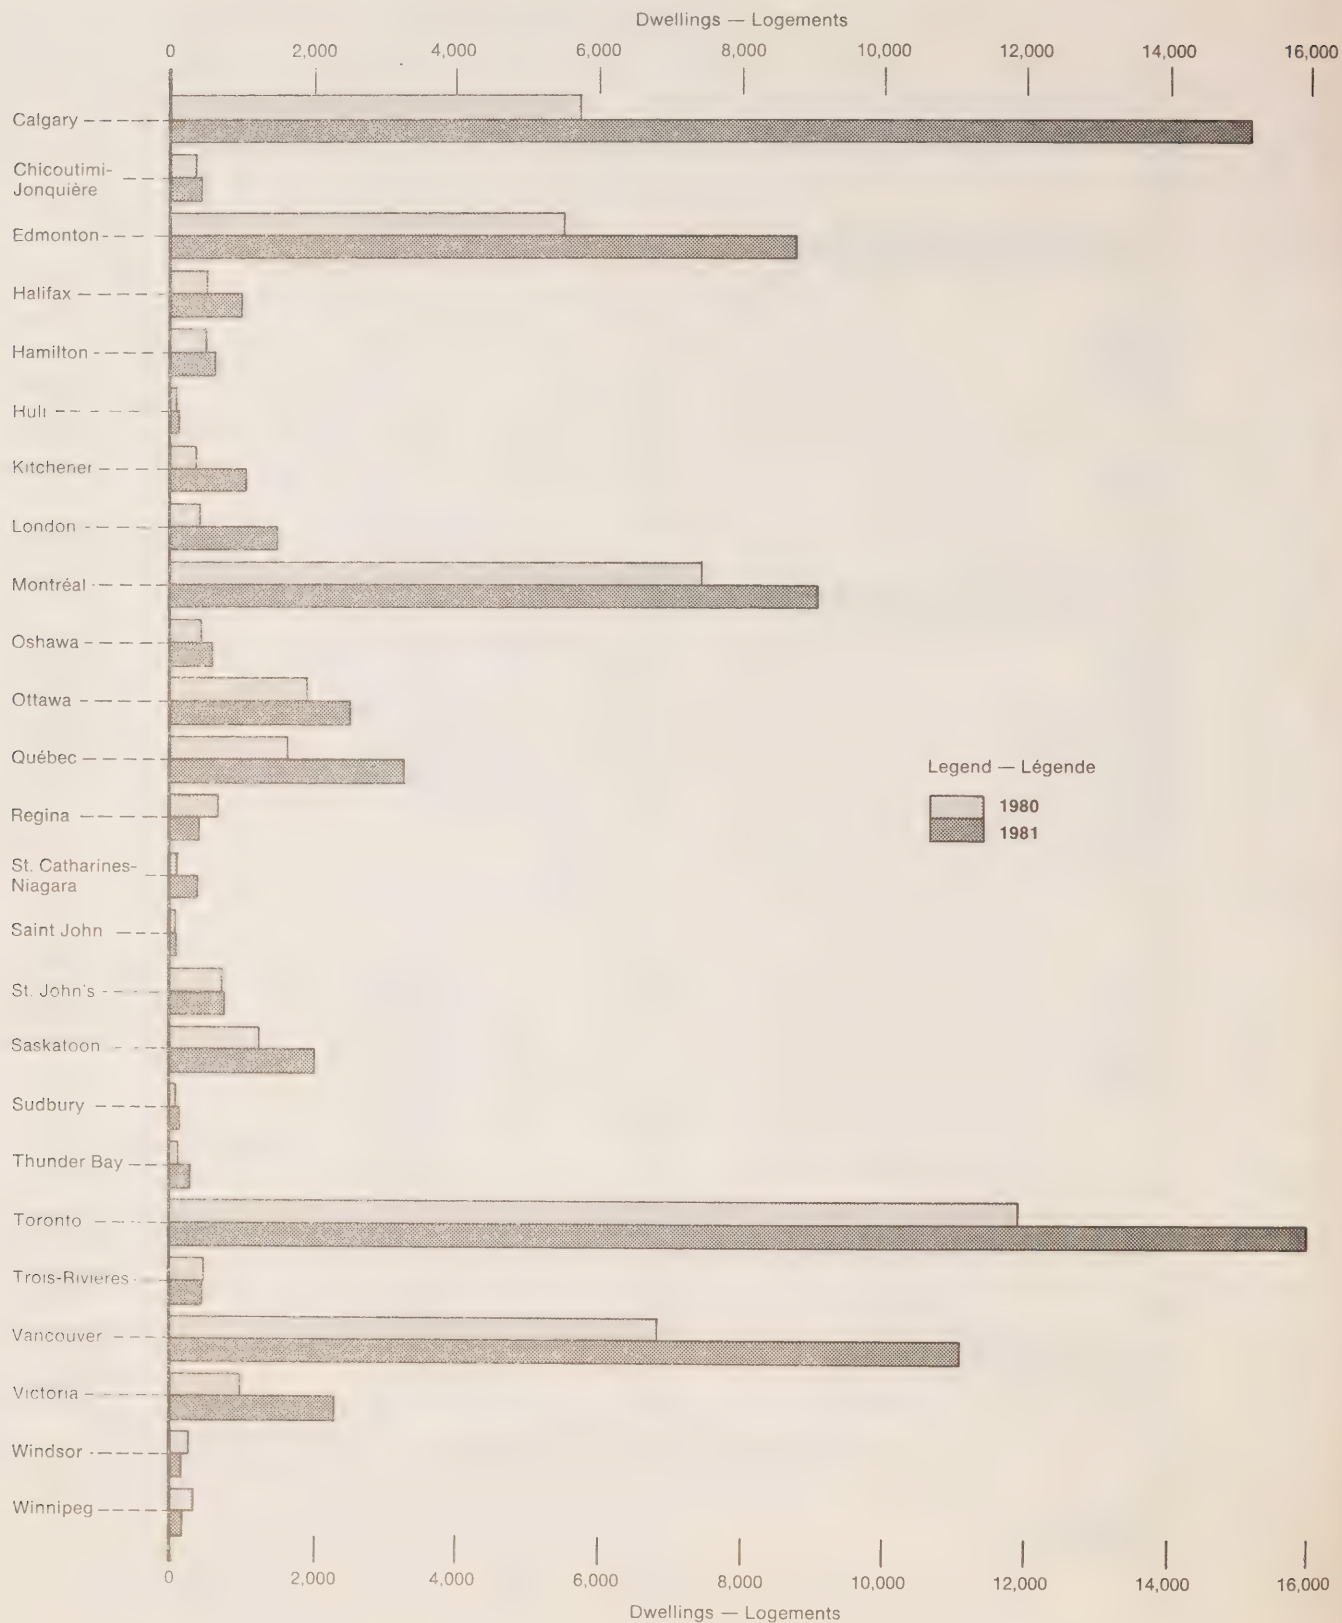 Dwellings — Logements
0 2,000 4,000 6,000 8,000 10,000 12,000 14,000 16,000
Calgary
Chicoutimi-
Jonquière
Edmonton
Halifax
Hamilton
Hull
Kitchener
London
Montréal
Oshawa
Ottawa
Québec
Legend — Légende
1980
1981
Regina
St. Catharines-
Niagara
Saint John
St. John's
Saskatoon
Sudbury
Thunder Bay
Toronto
Trois-Rivières
Vancouver
Victoria
Windsor
Winnipeg
0 2,000 4,000 6,000 8,000 10,000 12,000 14,000 16,000
Dwellings — Logements